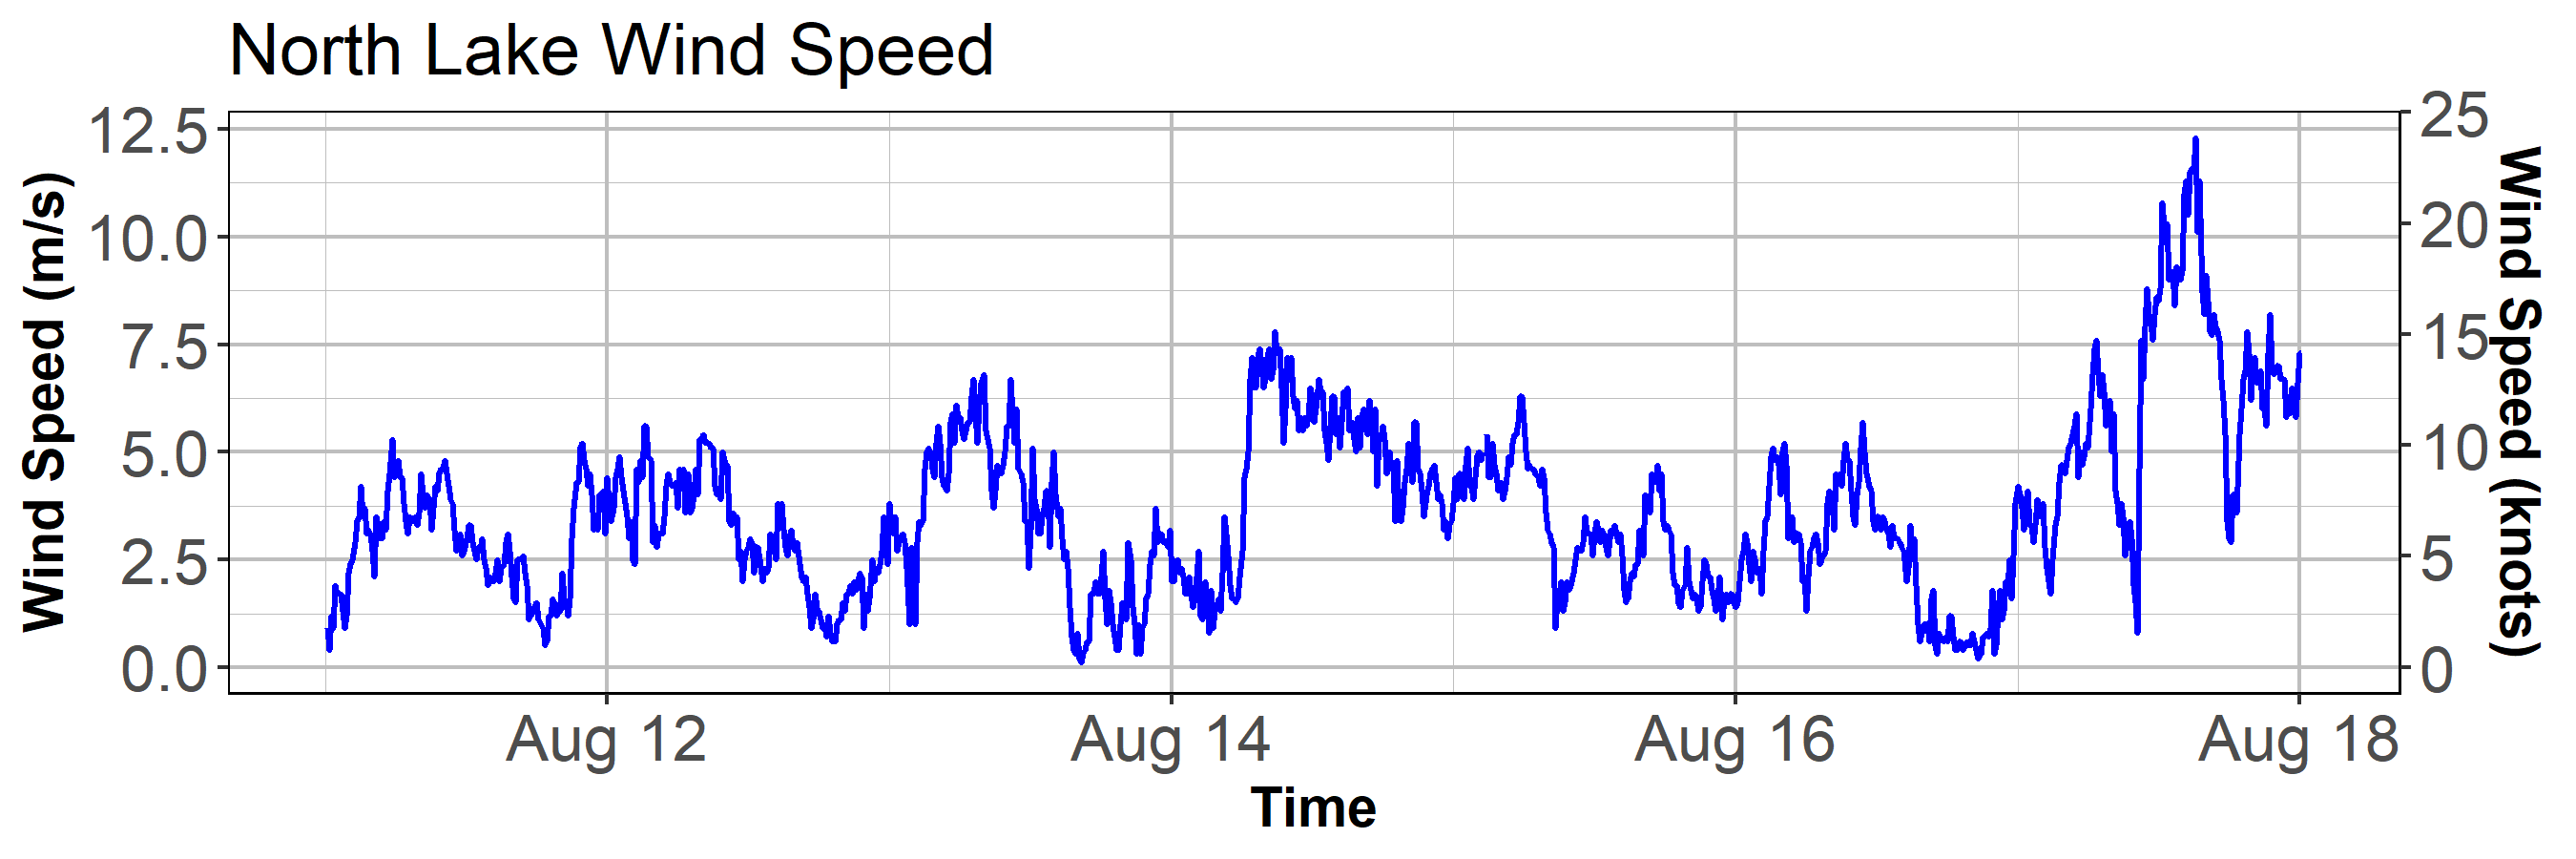 North Lake Wind Speed
Wind Speed (m/s)
12.5
10.0
7.5
5.0
2.5
0.0
25
20
15
10
5
0
Wind Speed (knots)
Aug 12 Aug 14 Aug 16 Aug 18
Time